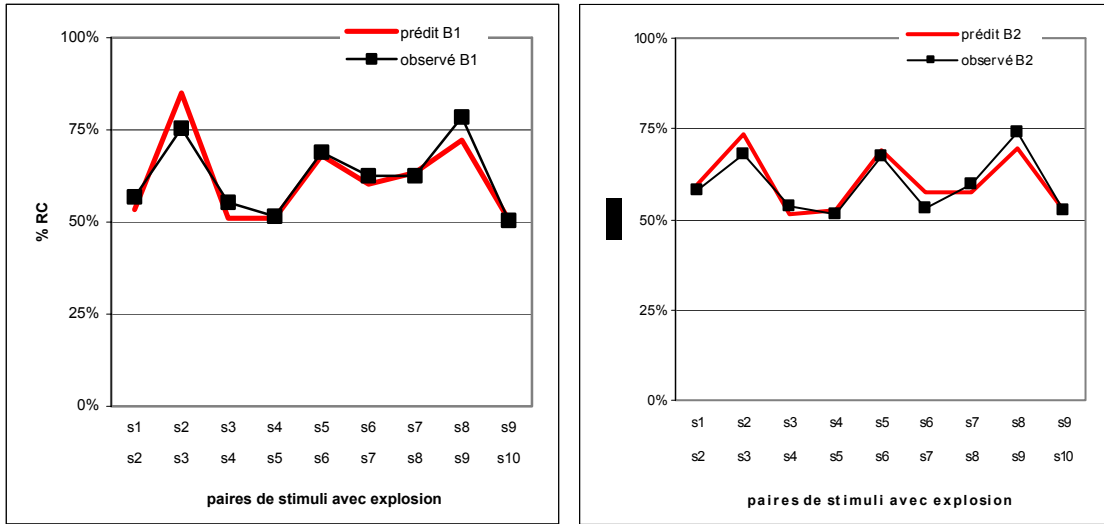 100%
75%
50%
25%
0%
% RC
prédit B1
observé B1
s1 s2 s3 s4 s5 s6 s7 s8 s9
s2 s3 s4 s5 s6 s7 s8 s9 s10
paires de stimuli avec explosion
100%
75%
50%
25%
0%
prédit B2
observé B2
s1 s2 s3 s4 s5 s6 s7 s8 s9
s2 s3 s4 s5 s6 s7 s8 s9 s10
paires de stimuli avec explosion